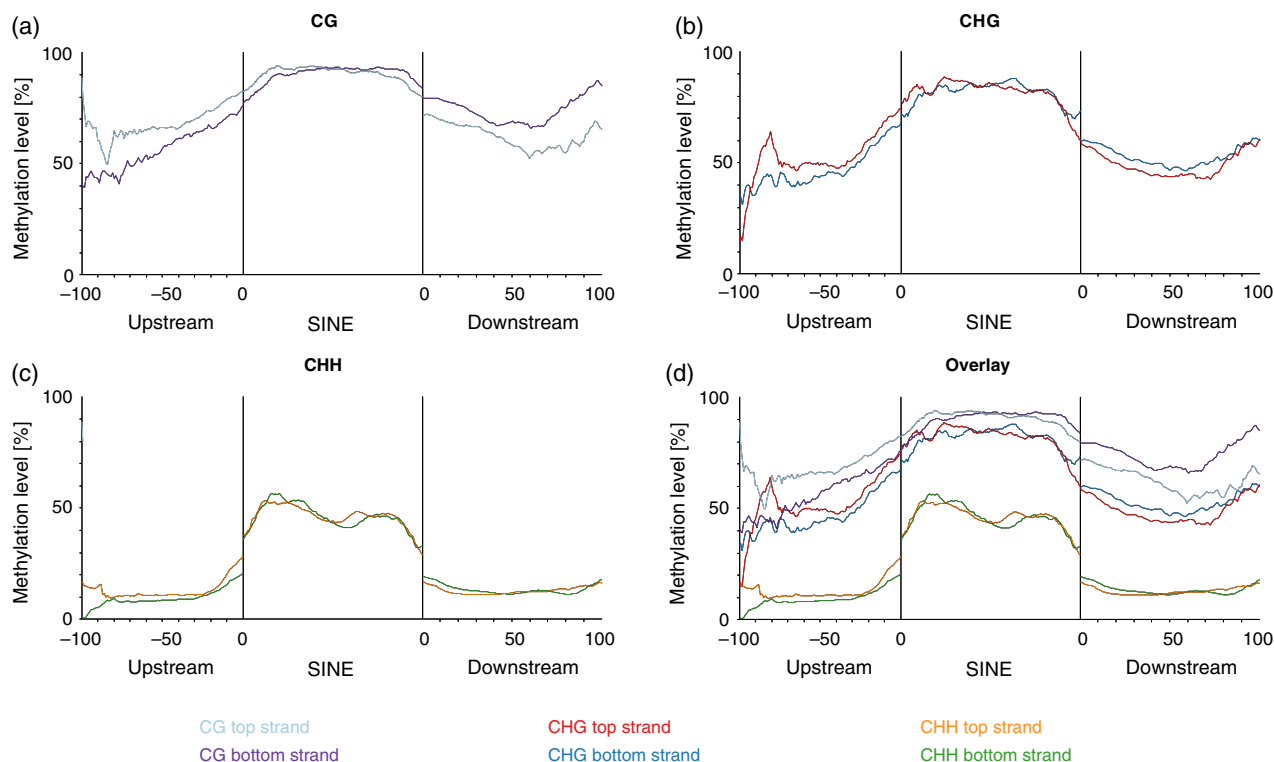 (a)
CG
Methylation level [%]
100
50
0
–100
–50
0
0
50
100
Upstream
SINE
Downstream
(b)
CHG
Methylation level [%]
100
50
0
–100
–50
0
0
50
100
Upstream
SINE
Downstream
(c)
CHH
Methylation level [%]
100
50
0
–100
–50
0
0
50
100
Upstream
SINE
Downstream
(d)
Overlay
Methylation level [%]
100
50
0
–100
–50
0
0
50
100
Upstream
SINE
Downstream
CG top strand
CHG top strand
CHH top strand
CG bottom strand
CHG bottom strand
CHH bottom strand